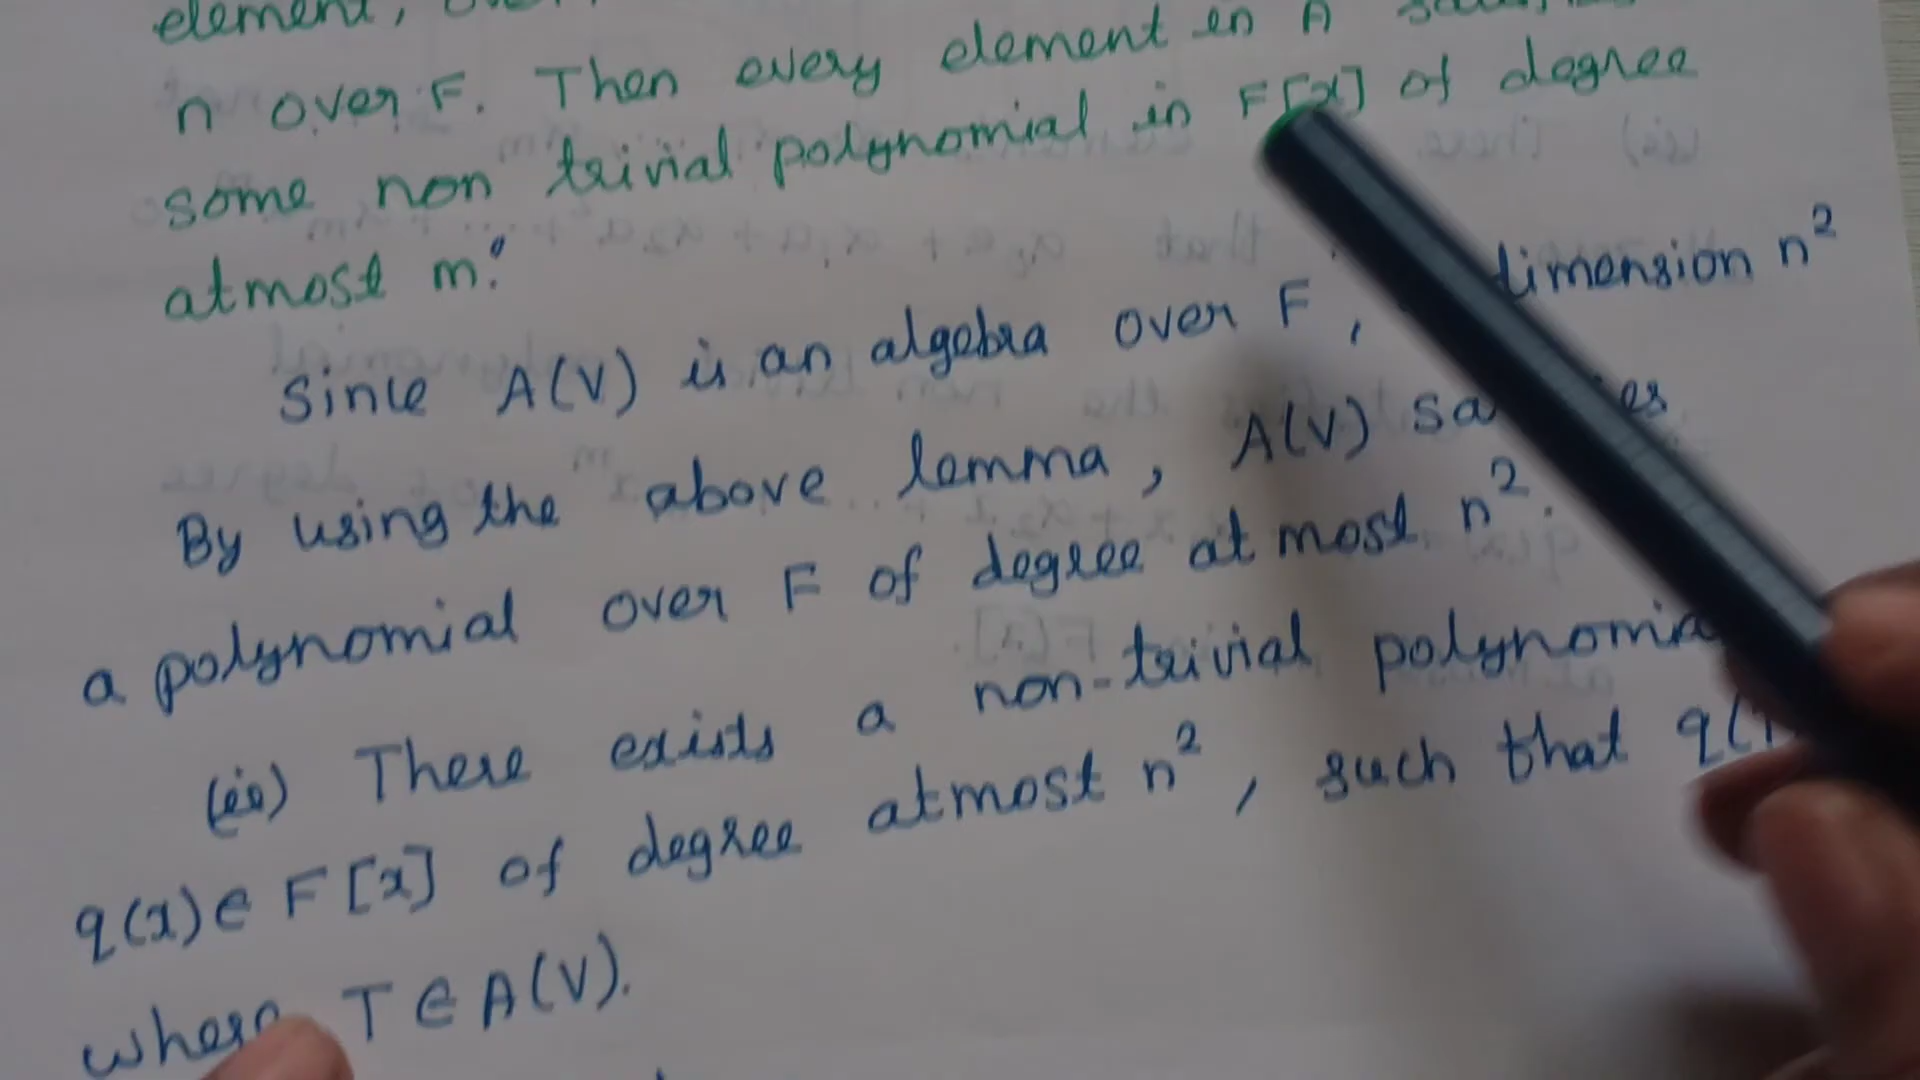 element,
n over F. Then every element in A
some non trivial polynomial in F[x] of degree
atmost m.
Since A(V) is an algebra over F, dimension n²
By using the above lemma, A(V)
a polynomial over F of degree at most n².
(ie) There exists a non-trivial
q(x) ∈ F[x] of degree atmost n², such that
where T ∈ A(V).